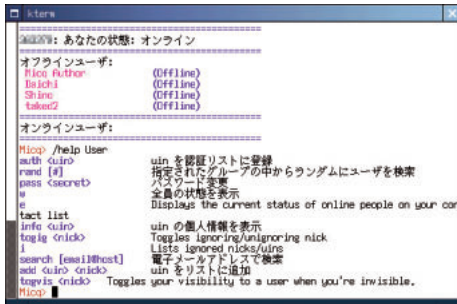 kterm
========================================
: あなたの状態: オンライン
========================================
オフラインユーザ:
Mico Author (Offline)
Daichi (Offline)
Shino (Offline)
taked2 (Offline)
========================================
オンラインユーザ:
========================================
Micq> /help User
auth <uin> uin を認証リストに登録
rand [#] 指定されたグループの中からランダムにユーザを検索
pass <secret> パスワード変更
w 全員の状態を表示
e Displays the current status of online people on your con
tact list
info <uin> uin の個人情報を表示
togig <nick> Toggles ignoring/unignoring nick
i Lists ignored nicks/uins
search [email@host] 電子メールアドレスで検索
add <uin> <nick> uin をリストに追加
togvis <nick> Toggles your visibility to a user when you're invisible.
Micq>